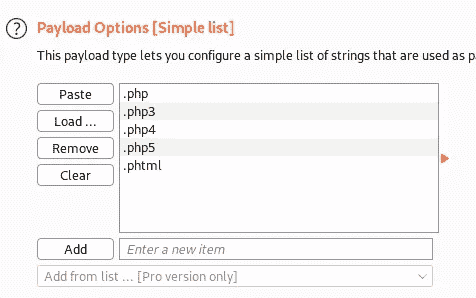 ?
Payload Options [Simple list]
This payload type lets you configure a simple list of strings that are used as
Paste
Load ...
Remove
Clear
.php
.php3
.php4
.php5
.phtml
Add
Enter a new item
Add from list ... [Pro version only]